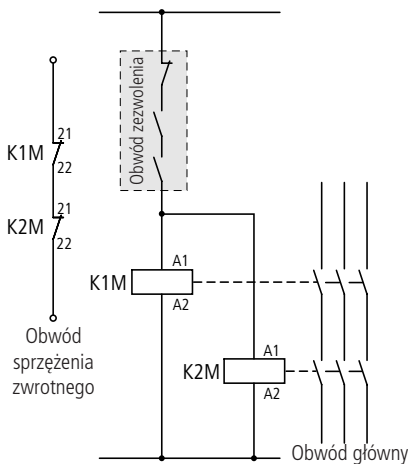 Obwód zezwolenia
21
K1M
22
21
K2M
22
Obwód
sprzężenia
zwrotnego
A1
K1M
A2
A1
K2M
A2
Obwód główny